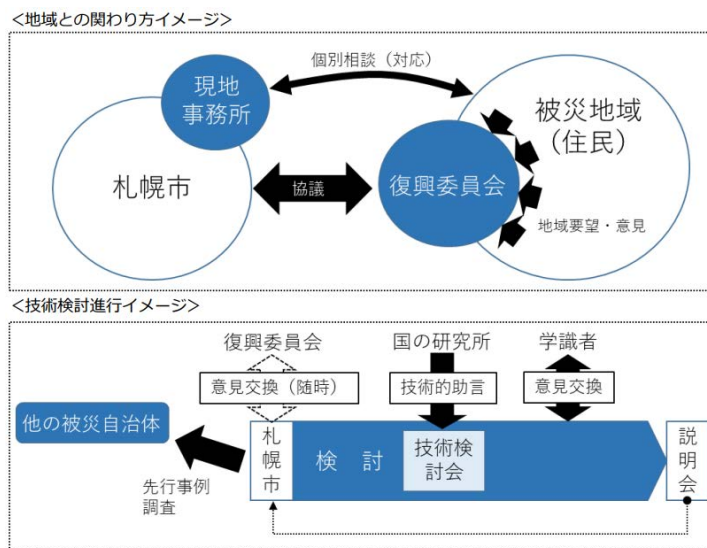 <地域との関わり方イメージ>
個別相談（対応）
現地
事務所
被災地域
(住民)
札幌市
協議
復興委員会
地域要望・意見
<技術検討進行イメージ>
復興委員会
国の研究所
学識者
意見交換（随時）
技術的助言
意見交換
他の被災自治体
札幌市
検　討
技術検
討会
説明会
先行事例
調査